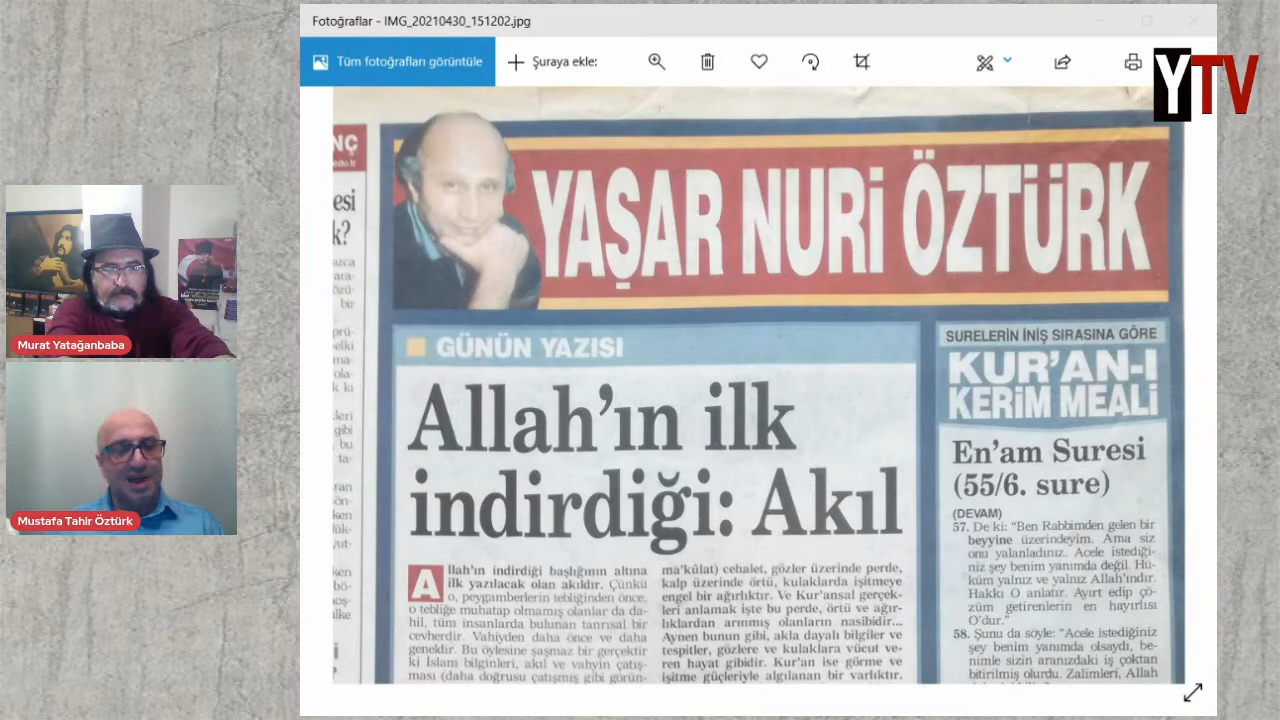 Fotoğraflar - IMG_20210430_151202.jpg
Tüm fotoğrafları görüntüle
Şuraya ekle:
YTV
Murat Yatağanbaba
Mustafa Tahir Öztürk
NÇ
edu.tr
esi
k?
YAŞAR NURİ ÖZTÜRK
GÜNÜN YAZISI
Allah’ın ilk
indirdiği: Akıl
Allah’ın indirdiği başlığının altına
ilk yazılacak olan akıldır. Çünkü
o, peygamberlerin tebliğinden önce,
o tebliğe muhatap olmamış olanlar da da-
hil, tüm insanlarda bulunan tanrısal bir
cevherdir. Vahiyden daha önce ve daha
geneldir. Bu öylesine şaşmaz bir gerçektir
ki İslam bilginleri, akıl ve vahyin çatış-
ması (daha doğrusu çatışmış gibi görün-
ma’kûlat) cehalet, gözler üzerinde perde,
kalp üzerinde örtü, kulaklarda işitmeye
engel bir ağırlıktır. Ve Kur’ansal gerçek-
leri anlamak işte bu perde, örtü ve ağır-
lıklardan arınmış olanların nasibidir...
Aynen bunun gibi, akla dayalı bilgiler ve
tespitler, gözlere ve kulaklara vücut ve-
ren hayat gibidir. Kur’an ise görme ve
işitme güçleriyle algılanan bir varlıktır.
SURELERİN İNİŞ SIRASINA GÖRE
KUR’AN-I
KERİM MEALİ
En’am Suresi
(55/6. sure)
(DEVAM)
57. De ki: “Ben Rabbimden gelen bir
beyyine üzerindeyim. Ama siz
onu yalanladınız. Acele istediği-
niz şey benim yanımda değil. Hü-
küm yalnız ve yalnız Allah’ındır.
Hakkı O anlatır. Ayırt edip çö-
züm getirenlerin en hayırlısı
O’dur.”
58. Şunu da söyle: “Acele istediğiniz
şey benim yanımda olsaydı, be-
nimle sizin aranızdaki iş çoktan
bitirilmiş olurdu. Zalimleri, Allah